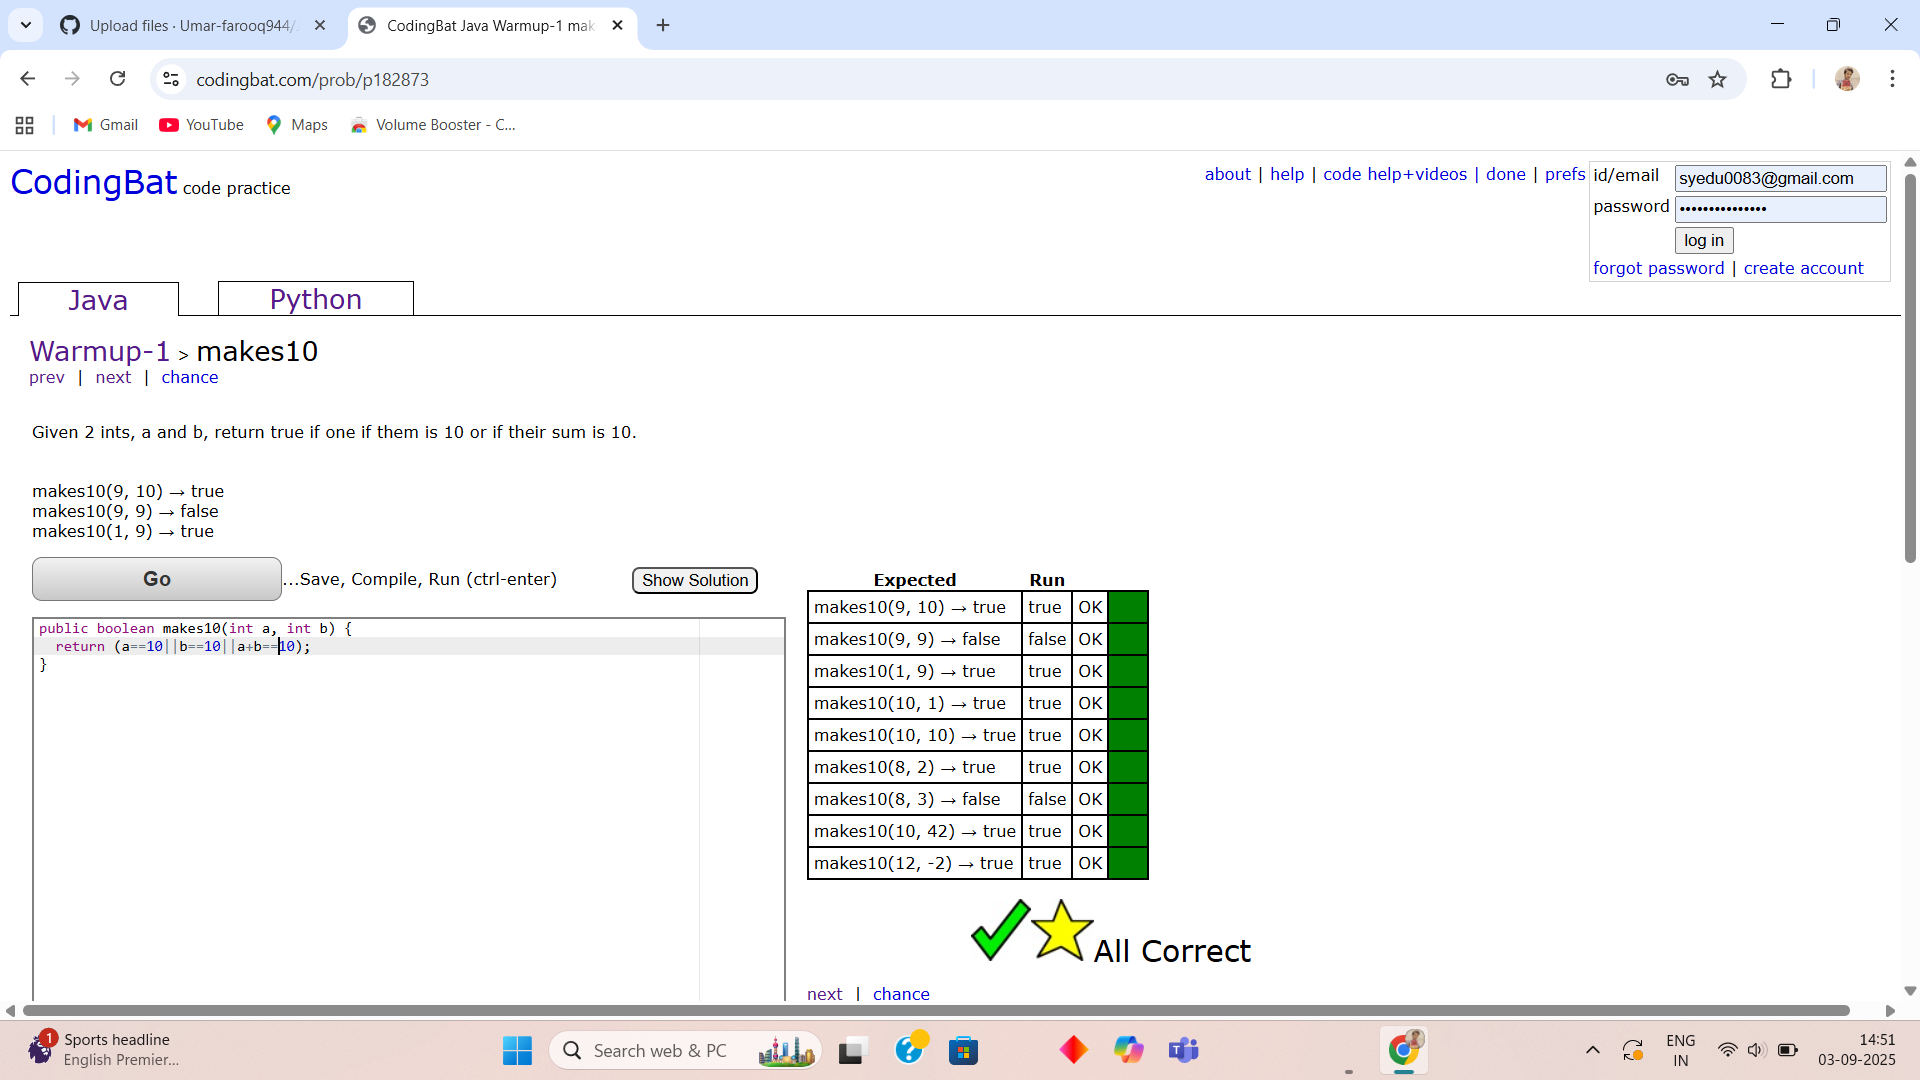 Upload files · Umar-farooq944/
CodingBat Java Warmup-1 mak
codingbat.com/prob/p182873
Gmail
YouTube
Maps
Volume Booster - C...
CodingBat code practice
about | help | code help+videos | done | prefs
id/email
syedu0083@gmail.com
password
•••••••••••••••
log in
forgot password | create account
Java
Python
Warmup-1 > makes10
prev | next | chance
Given 2 ints, a and b, return true if one if them is 10 or if their sum is 10.
makes10(9, 10) → true
makes10(9, 9) → false
makes10(1, 9) → true
Go
...Save, Compile, Run (ctrl-enter)
Show Solution
public boolean makes10(int a, int b) {
return (a==10||b==10||a+b==10);
}
Expected Run
makes10(9, 10) → true true OK
makes10(9, 9) → false false OK
makes10(1, 9) → true true OK
makes10(10, 1) → true true OK
makes10(10, 10) → true true OK
makes10(8, 2) → true true OK
makes10(8, 3) → false false OK
makes10(10, 42) → true true OK
makes10(12, -2) → true true OK
All Correct
next | chance
1
Sports headline
English Premier...
Search web & PC
ENG
IN
14:51
03-09-2025